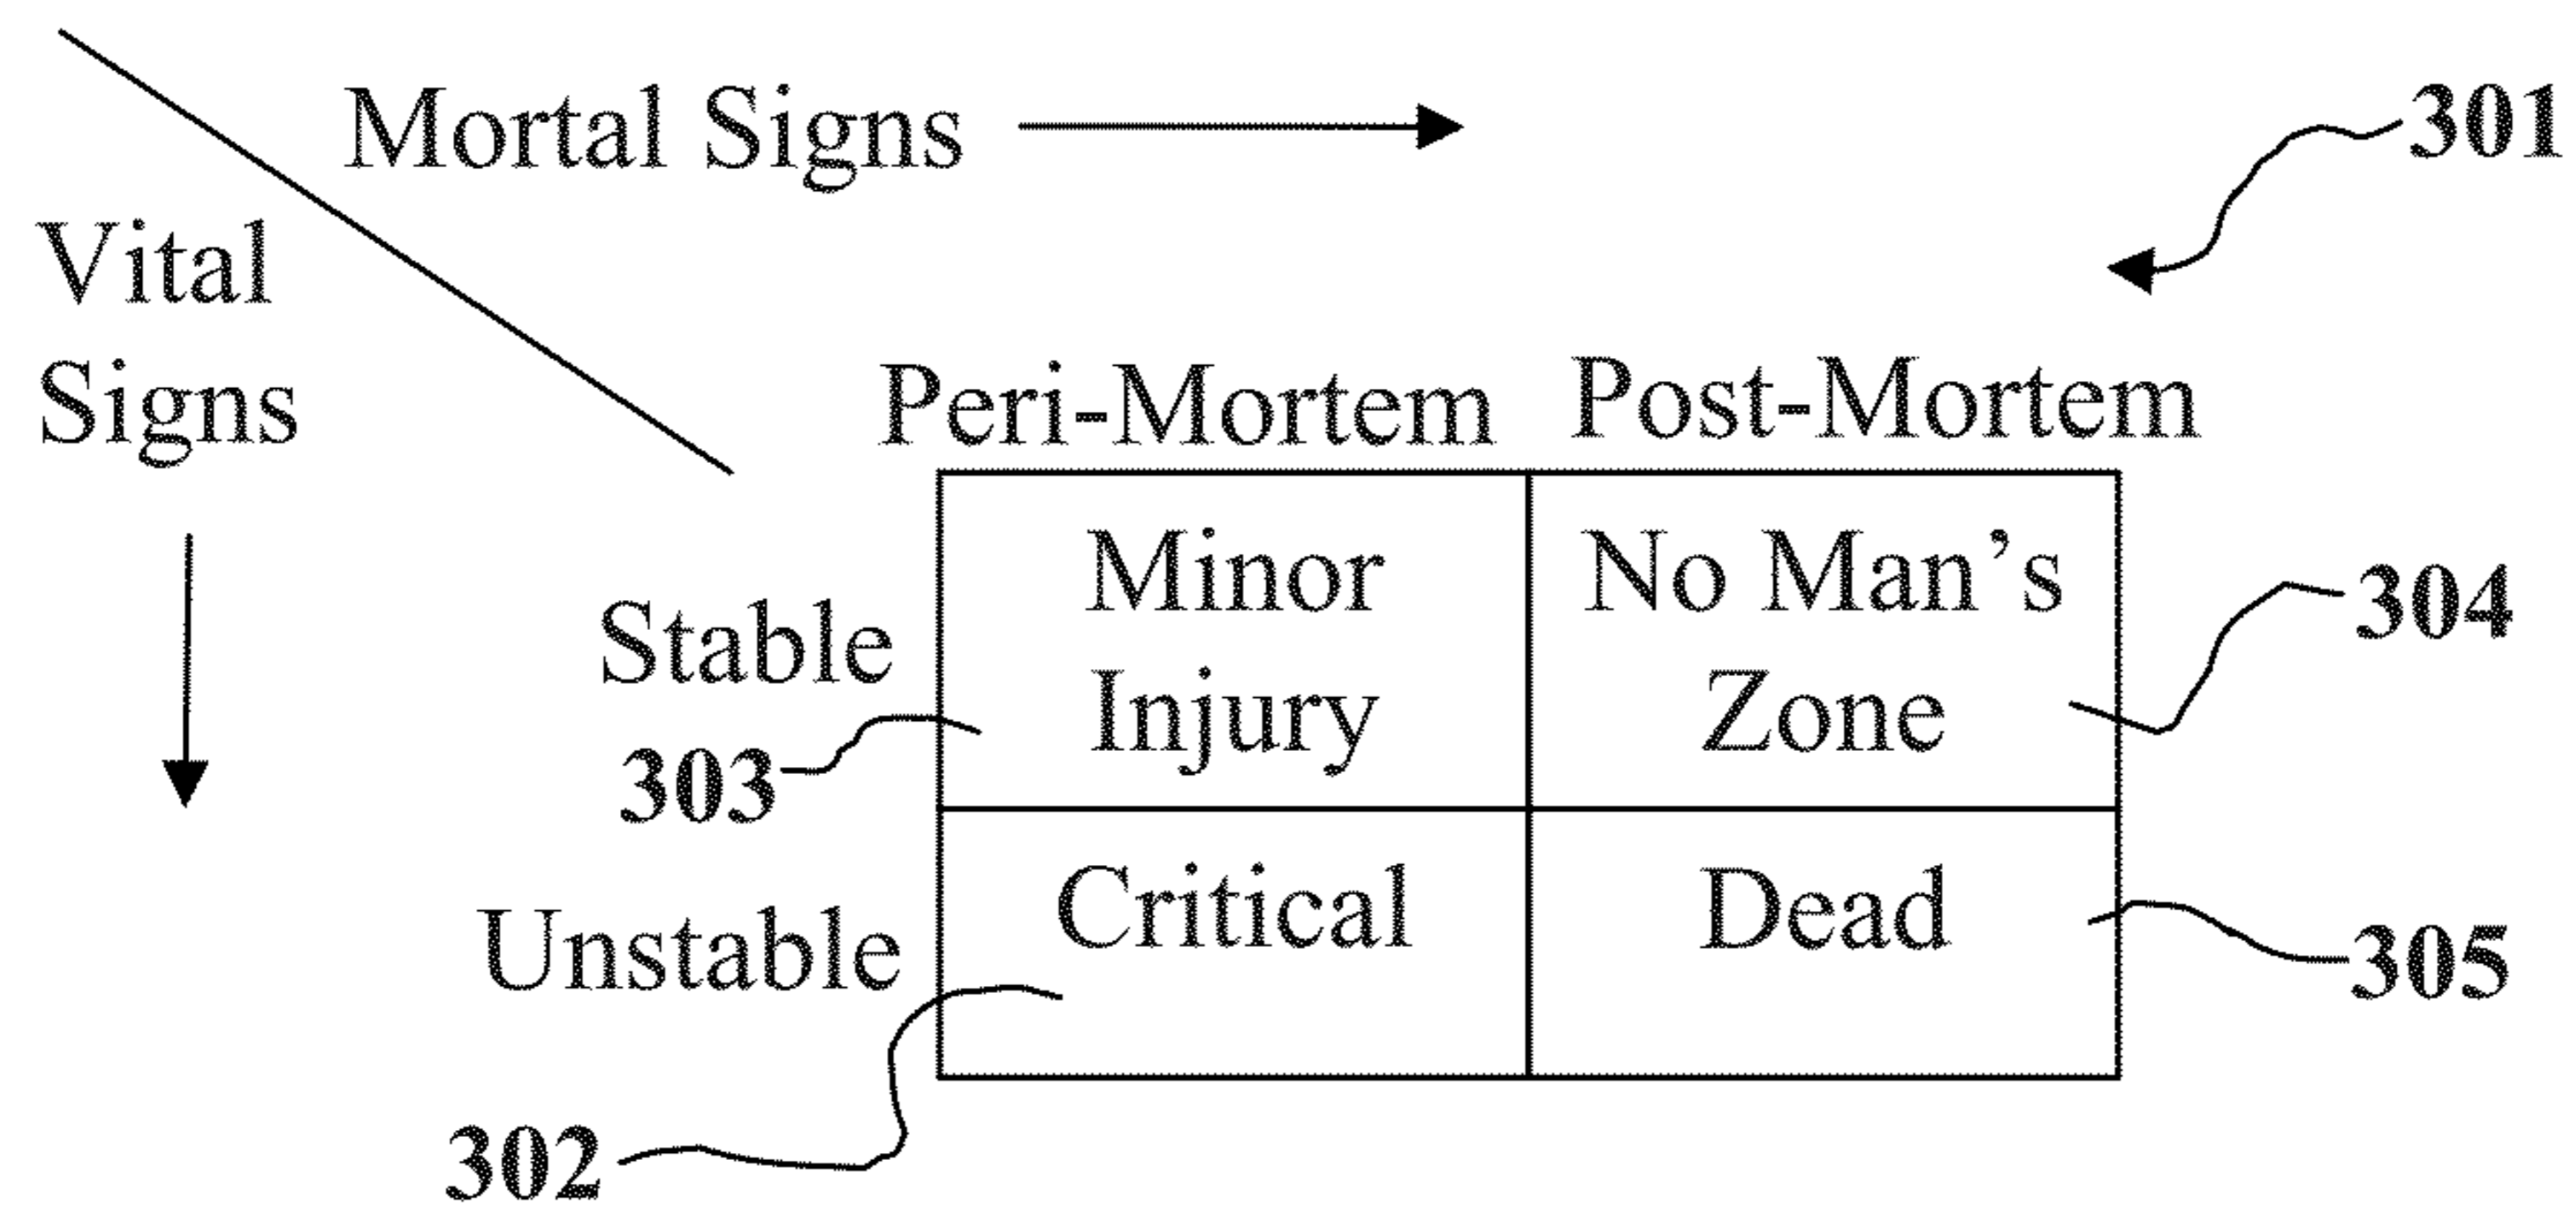 Mortal Signs
301
Vital
Signs
Peri-Mortem Post-Mortem
Stable
Minor
Injury
No Man’s
Zone
304
303
Unstable
Critical
Dead
305
302